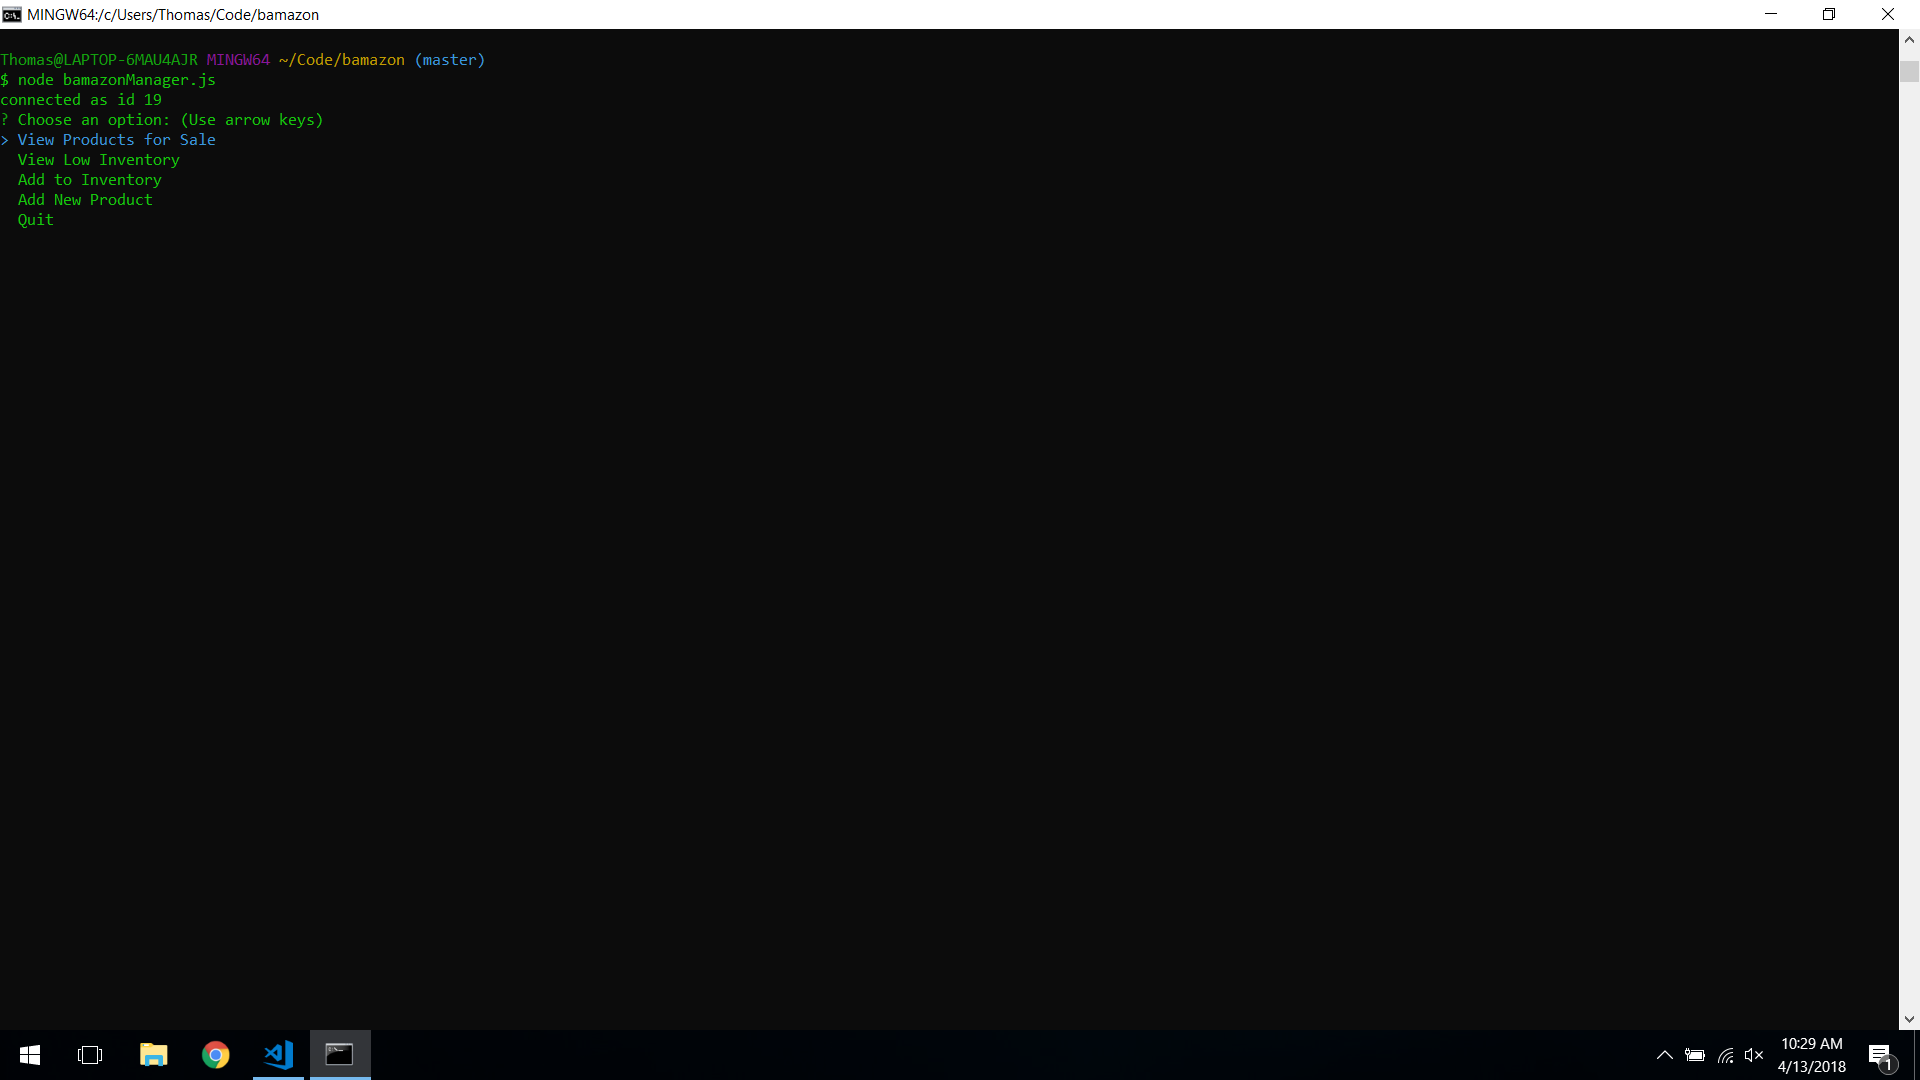 MINGW64:/c/Users/Thomas/Code/bamazon
Thomas@LAPTOP-6MAU4AJR MINGW64 ~/Code/bamazon (master)
$ node bamazonManager.js
connected as id 19
? Choose an option: (Use arrow keys)
> View Products for Sale
View Low Inventory
Add to Inventory
Add New Product
Quit
10:29 AM
4/13/2018
1